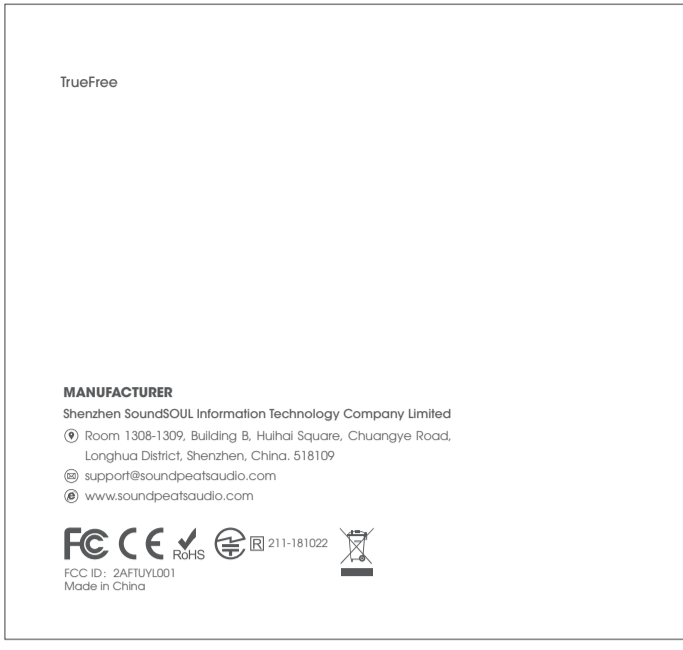 TrueFree
MANUFACTURER
Shenzhen SoundSOUL Information Technology Company Limited
Room 1308-1309, Building B, Huihai Square, Chuangye Road,
Longhua District, Shenzhen, China. 518109
support@soundpeatsaudio.com
www.soundpeatsaudio.com
FC CE RoHS R 211-181022
FCC ID: 2AFTUYL001
Made in China